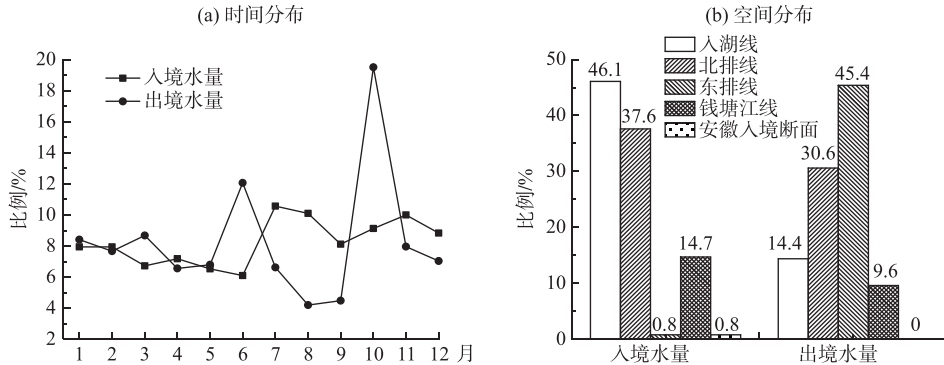 (a) 时间分布
比例/%
20
18
16
14
12
10
8
6
4
2
入境水量
出境水量
1 2 3 4 5 6 7 8 9 10 11 12 月
(b) 空间分布
比例/%
50
40
30
20
10
0
入湖线
北排线
东排线
钱塘江线
安徽入境断面
46.1
37.6
0.8
14.7
0.8
14.4
30.6
45.4
9.6
0
入境水量 出境水量